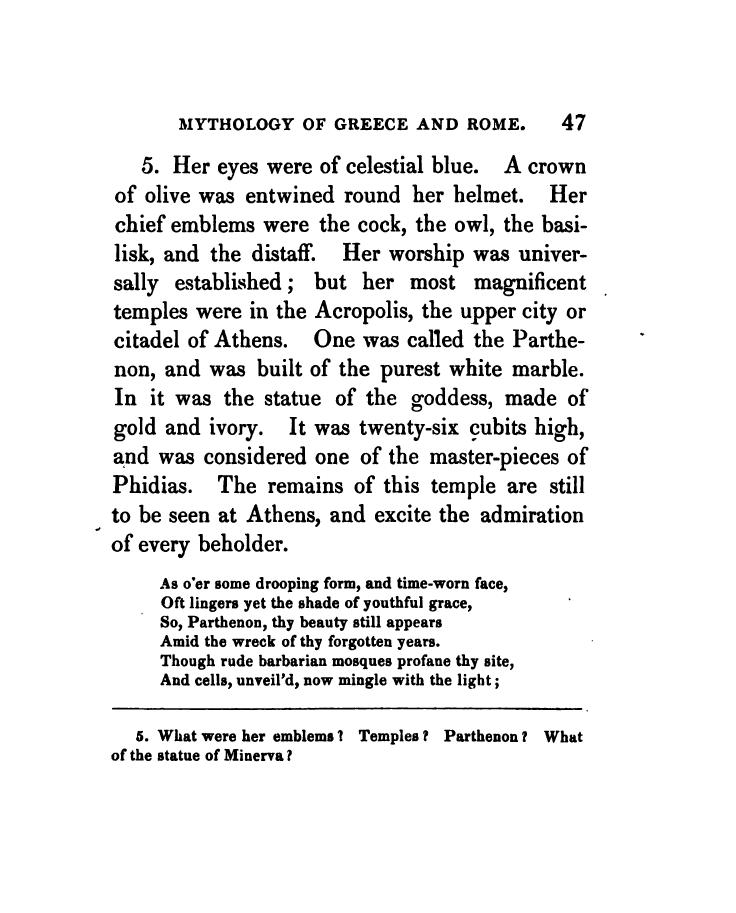 MYTHOLOGY OF GREECE AND ROME. 47
5. Her eyes were of celestial blue. A crown
of olive was entwined round her helmet. Her
chief emblems were the cock, the owl, the basi-
lisk, and the distaff. Her worship was univer-
sally established; but her most magnificent
temples were in the Acropolis, the upper city or
citadel of Athens. One was called the Parthe-
non, and was built of the purest white marble.
In it was the statue of the goddess, made of
gold and ivory. It was twenty-six cubits high,
and was considered one of the master-pieces of
Phidias. The remains of this temple are still
to be seen at Athens, and excite the admiration
of every beholder.
As o'er some drooping form, and time-worn face,
Oft lingers yet the shade of youthful grace,
So, Parthenon, thy beauty still appears
Amid the wreck of thy forgotten years.
Though rude barbarian mosques profane thy site,
And cells, unveil'd, now mingle with the light;
5. What were her emblems? Temples? Parthenon? What
of the statue of Minerva?